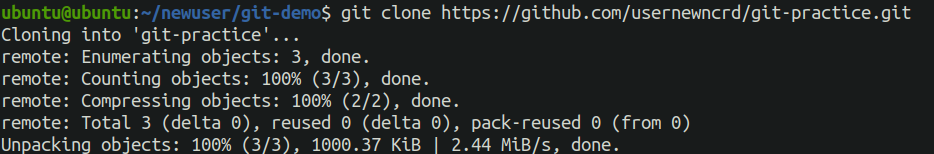 ubuntu@ubuntu:~/newuser/git-demo$ git clone https://github.com/usernewncrd/git-practice.git
Cloning into 'git-practice'...
remote: Enumerating objects: 3, done.
remote: Counting objects: 100% (3/3), done.
remote: Compressing objects: 100% (2/2), done.
remote: Total 3 (delta 0), reused 0 (delta 0), pack-reused 0 (from 0)
Unpacking objects: 100% (3/3), 1000.37 KiB | 2.44 MiB/s, done.